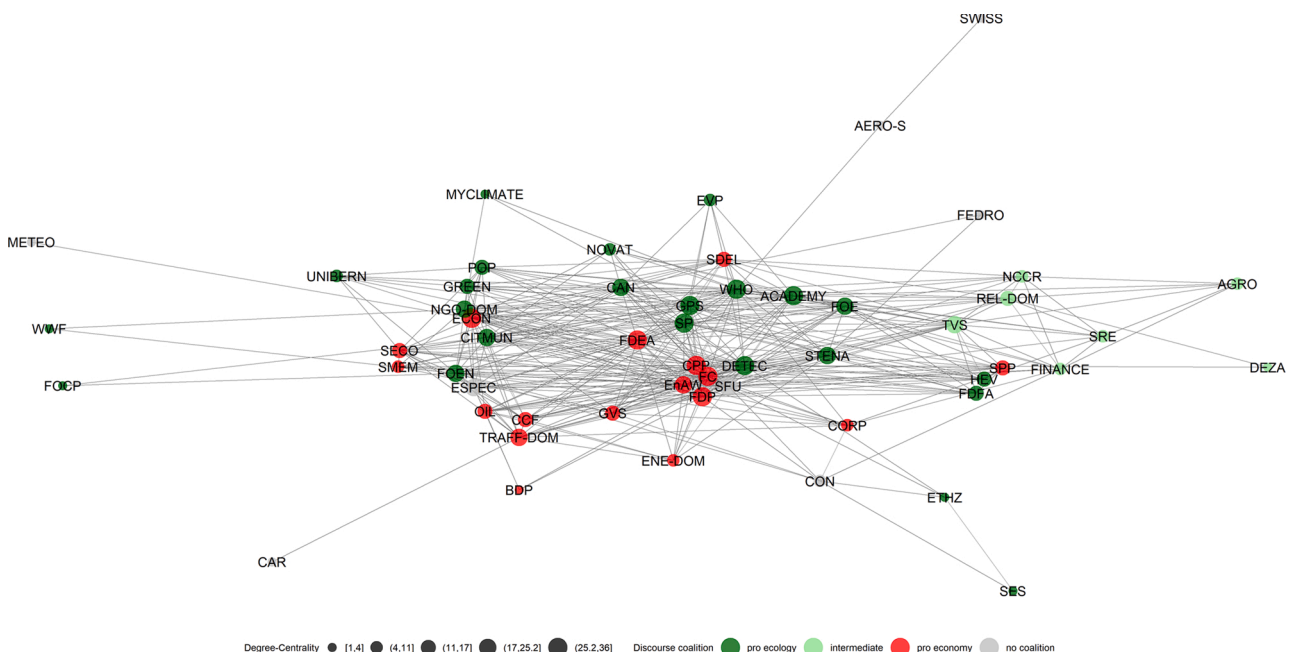 SWISS
AERO-S
MYCLIMATE
EVP
FEDRO
METEO
NOVAT
SDEL
UNIBERN
POP
NCCR
GREEN
CAN
WHO
ACADEMY
REL-DOM
AGRO
NGO-DOM
GPS
FOE
ECON
SP
TVS
WWF
CITMUN
FDEA
SRE
SECO
STENA
SMEM
CPP
DETEC
SPP
FINANCE
DEZA
FOEN
FC
HEV
FOCP
ESPEC
EnAW
SFU
FDFA
FDP
OIL
CCF
GVS
CORP
TRAFF-DOM
ENE-DOM
BDP
CON
ETHZ
CAR
SES
Degree-Centrality [1,4] (4,11] (11,17] (17,25.2] (25.2,36] Discourse coalition pro ecology intermediate pro economy no coalition